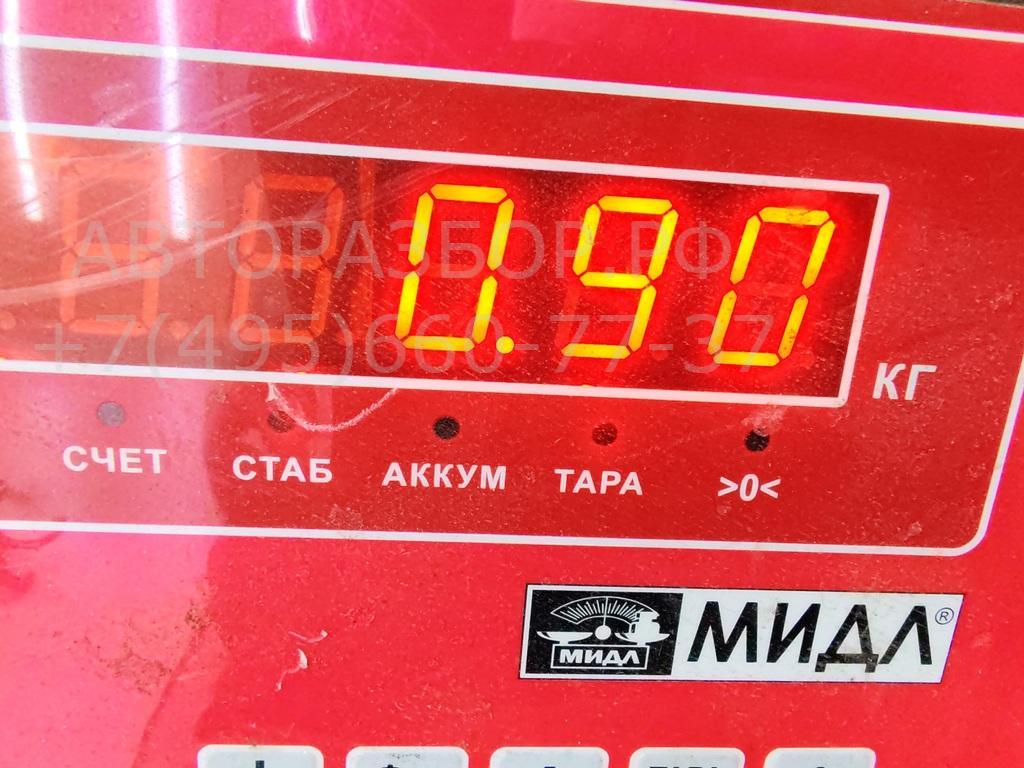 0.90
АВТОРАЗБОР.РФ
+7(495)660-77-37
КГ
СЧЕТ СТАБ АККУМ ТАРА >0<
МИДЛ МИДЛ®